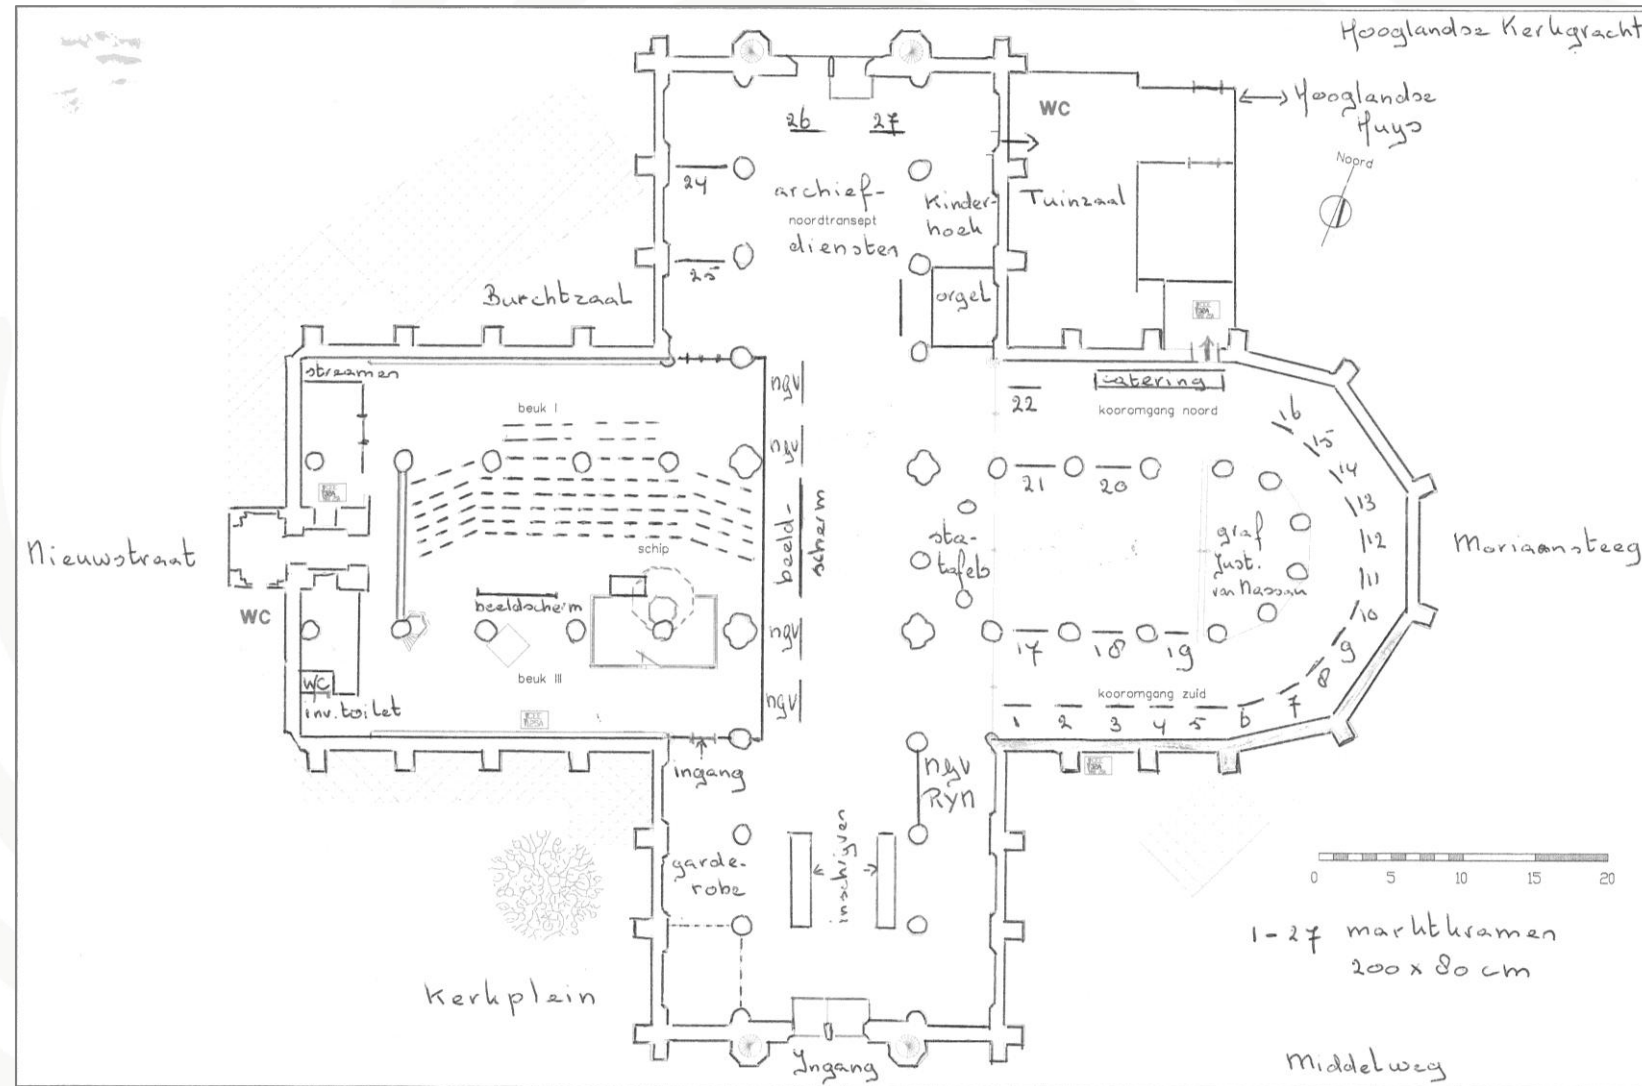 Hooglandse Kerkgracht
WC
Hooglandse
Huys
Noord
26 27
24
archief-
noordtransept
diensten
Kinder-
hoek
Tuinzaal
25
orgel
Burchtzaal
streamen
beuk I
ngv
ngv
22
catering
kooromgang noord
16
15
14
13
12
11
10
9
8
7
6
21
20
Nieuwstraat
WC
schip
beeld-
scherm
sta-
tafels
graf
Just.
van Nassau
Moriaansteeg
beeldscherm
ngv
beuk III
WC
inv. toilet
ngv
17
18
19
kooromgang zuid
1
2
3
4
5
ingang
ngv
RYN
garde-
robe
inschrijven
0 5 10 15 20
1-27 marktkramen
200 x 80 cm
Kerkplein
Ingang
Middelweg